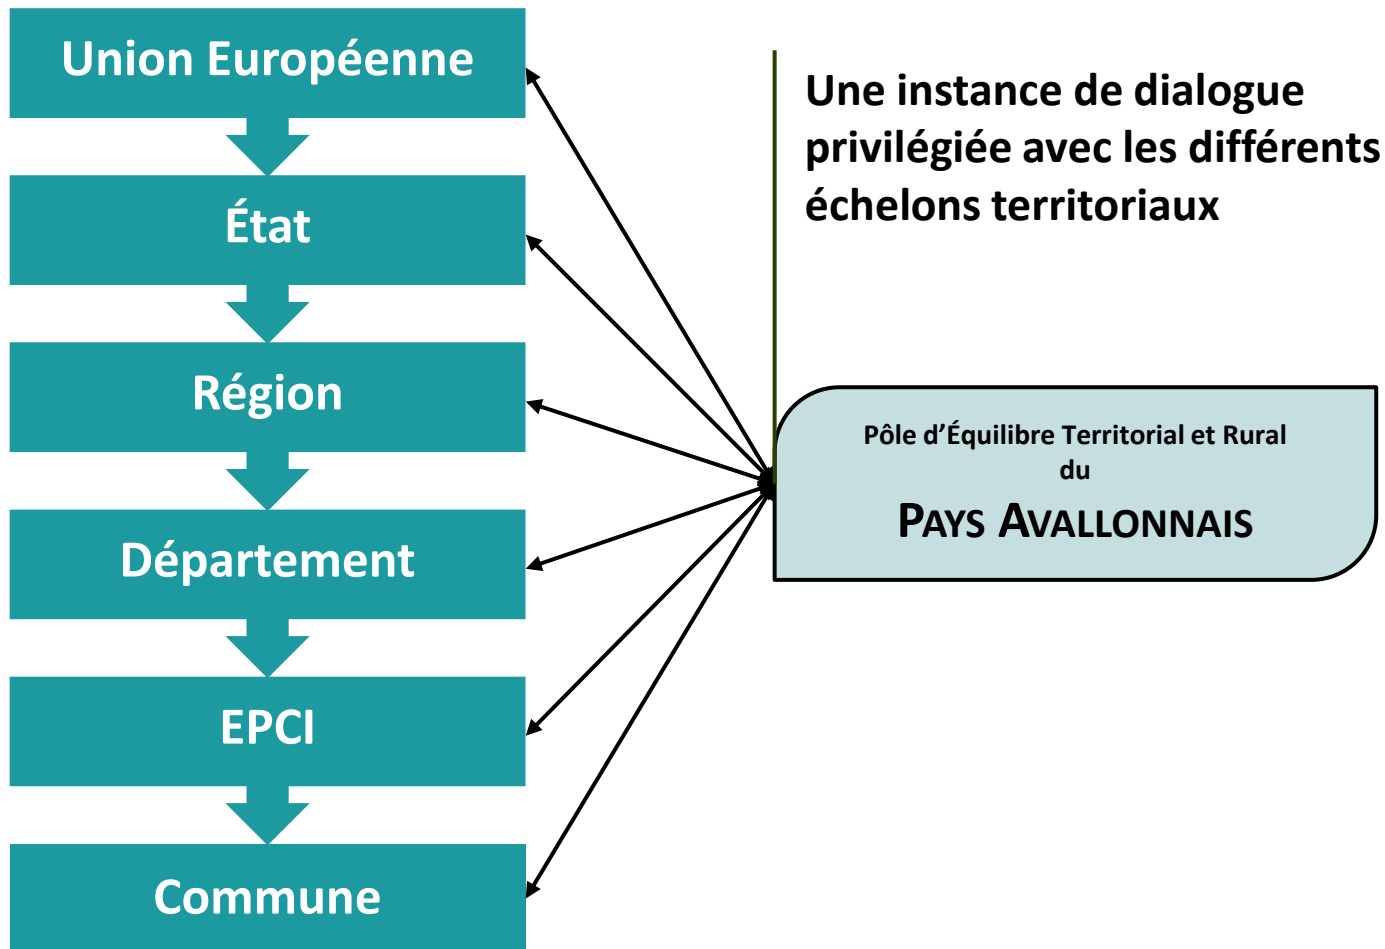 Union Européenne
État
Région
Département
EPCI
Commune
Une instance de dialogue
privilégiée avec les différents
échelons territoriaux
Pôle d’Équilibre Territorial et Rural
du
PAYS AVALLONNAIS